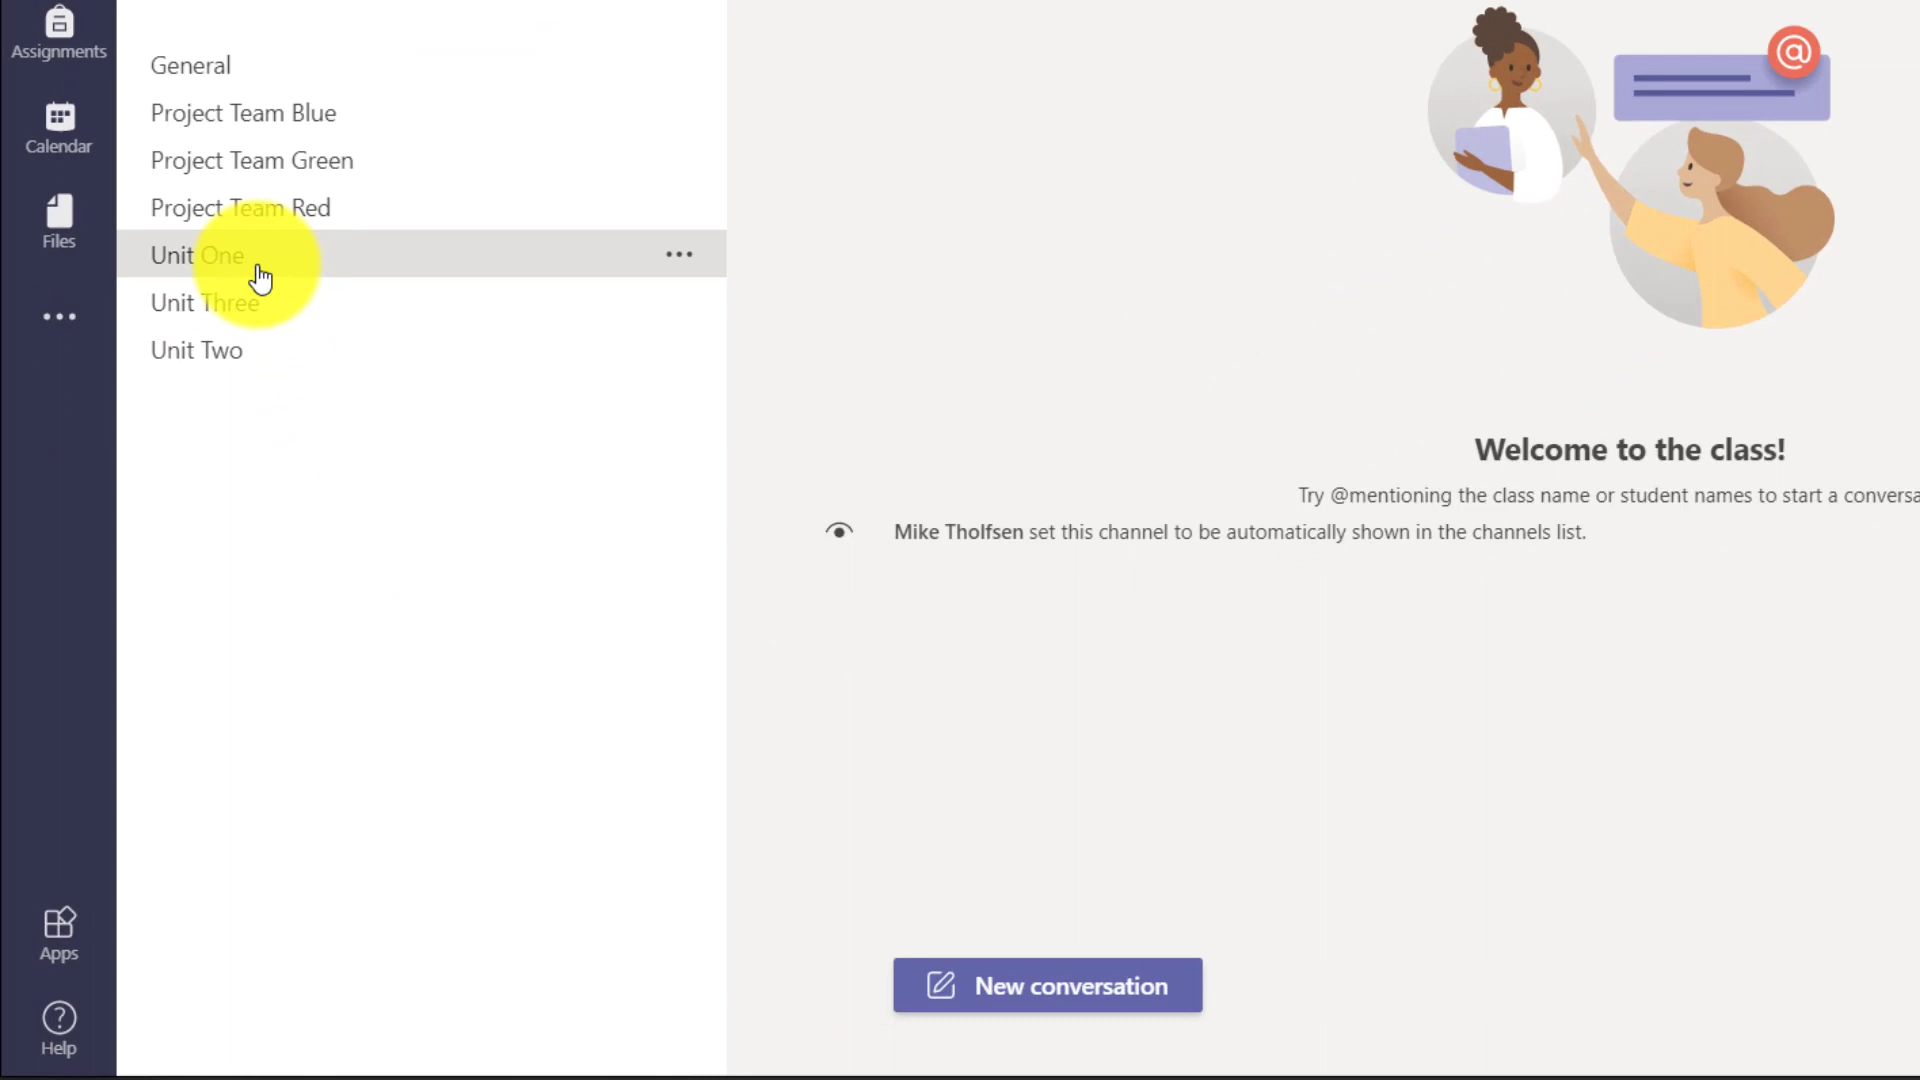 Assignments
Calendar
Files
Apps
Help
General
Project Team Blue
Project Team Green
Project Team Red
Unit One
Unit Three
Unit Two
@
Welcome to the class!
Try @mentioning the class name or student names to start a conversa
Mike Tholfsen set this channel to be automatically shown in the channels list.
New conversation